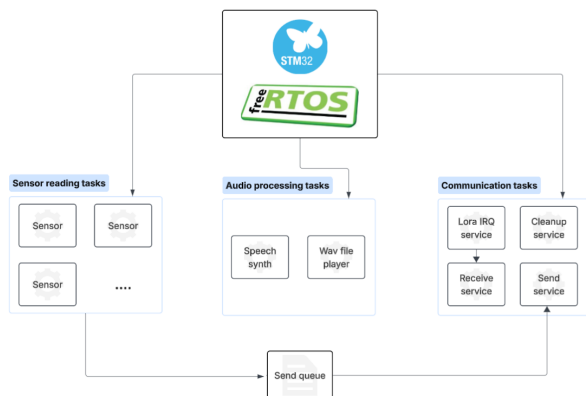 STM32
free RTOS
Sensor reading tasks
Sensor
Sensor
Sensor
....
Audio processing tasks
Speech
synth
Wav file
player
Communication tasks
Lora IRQ
service
Cleanup
service
Receive
service
Send
service
Send queue